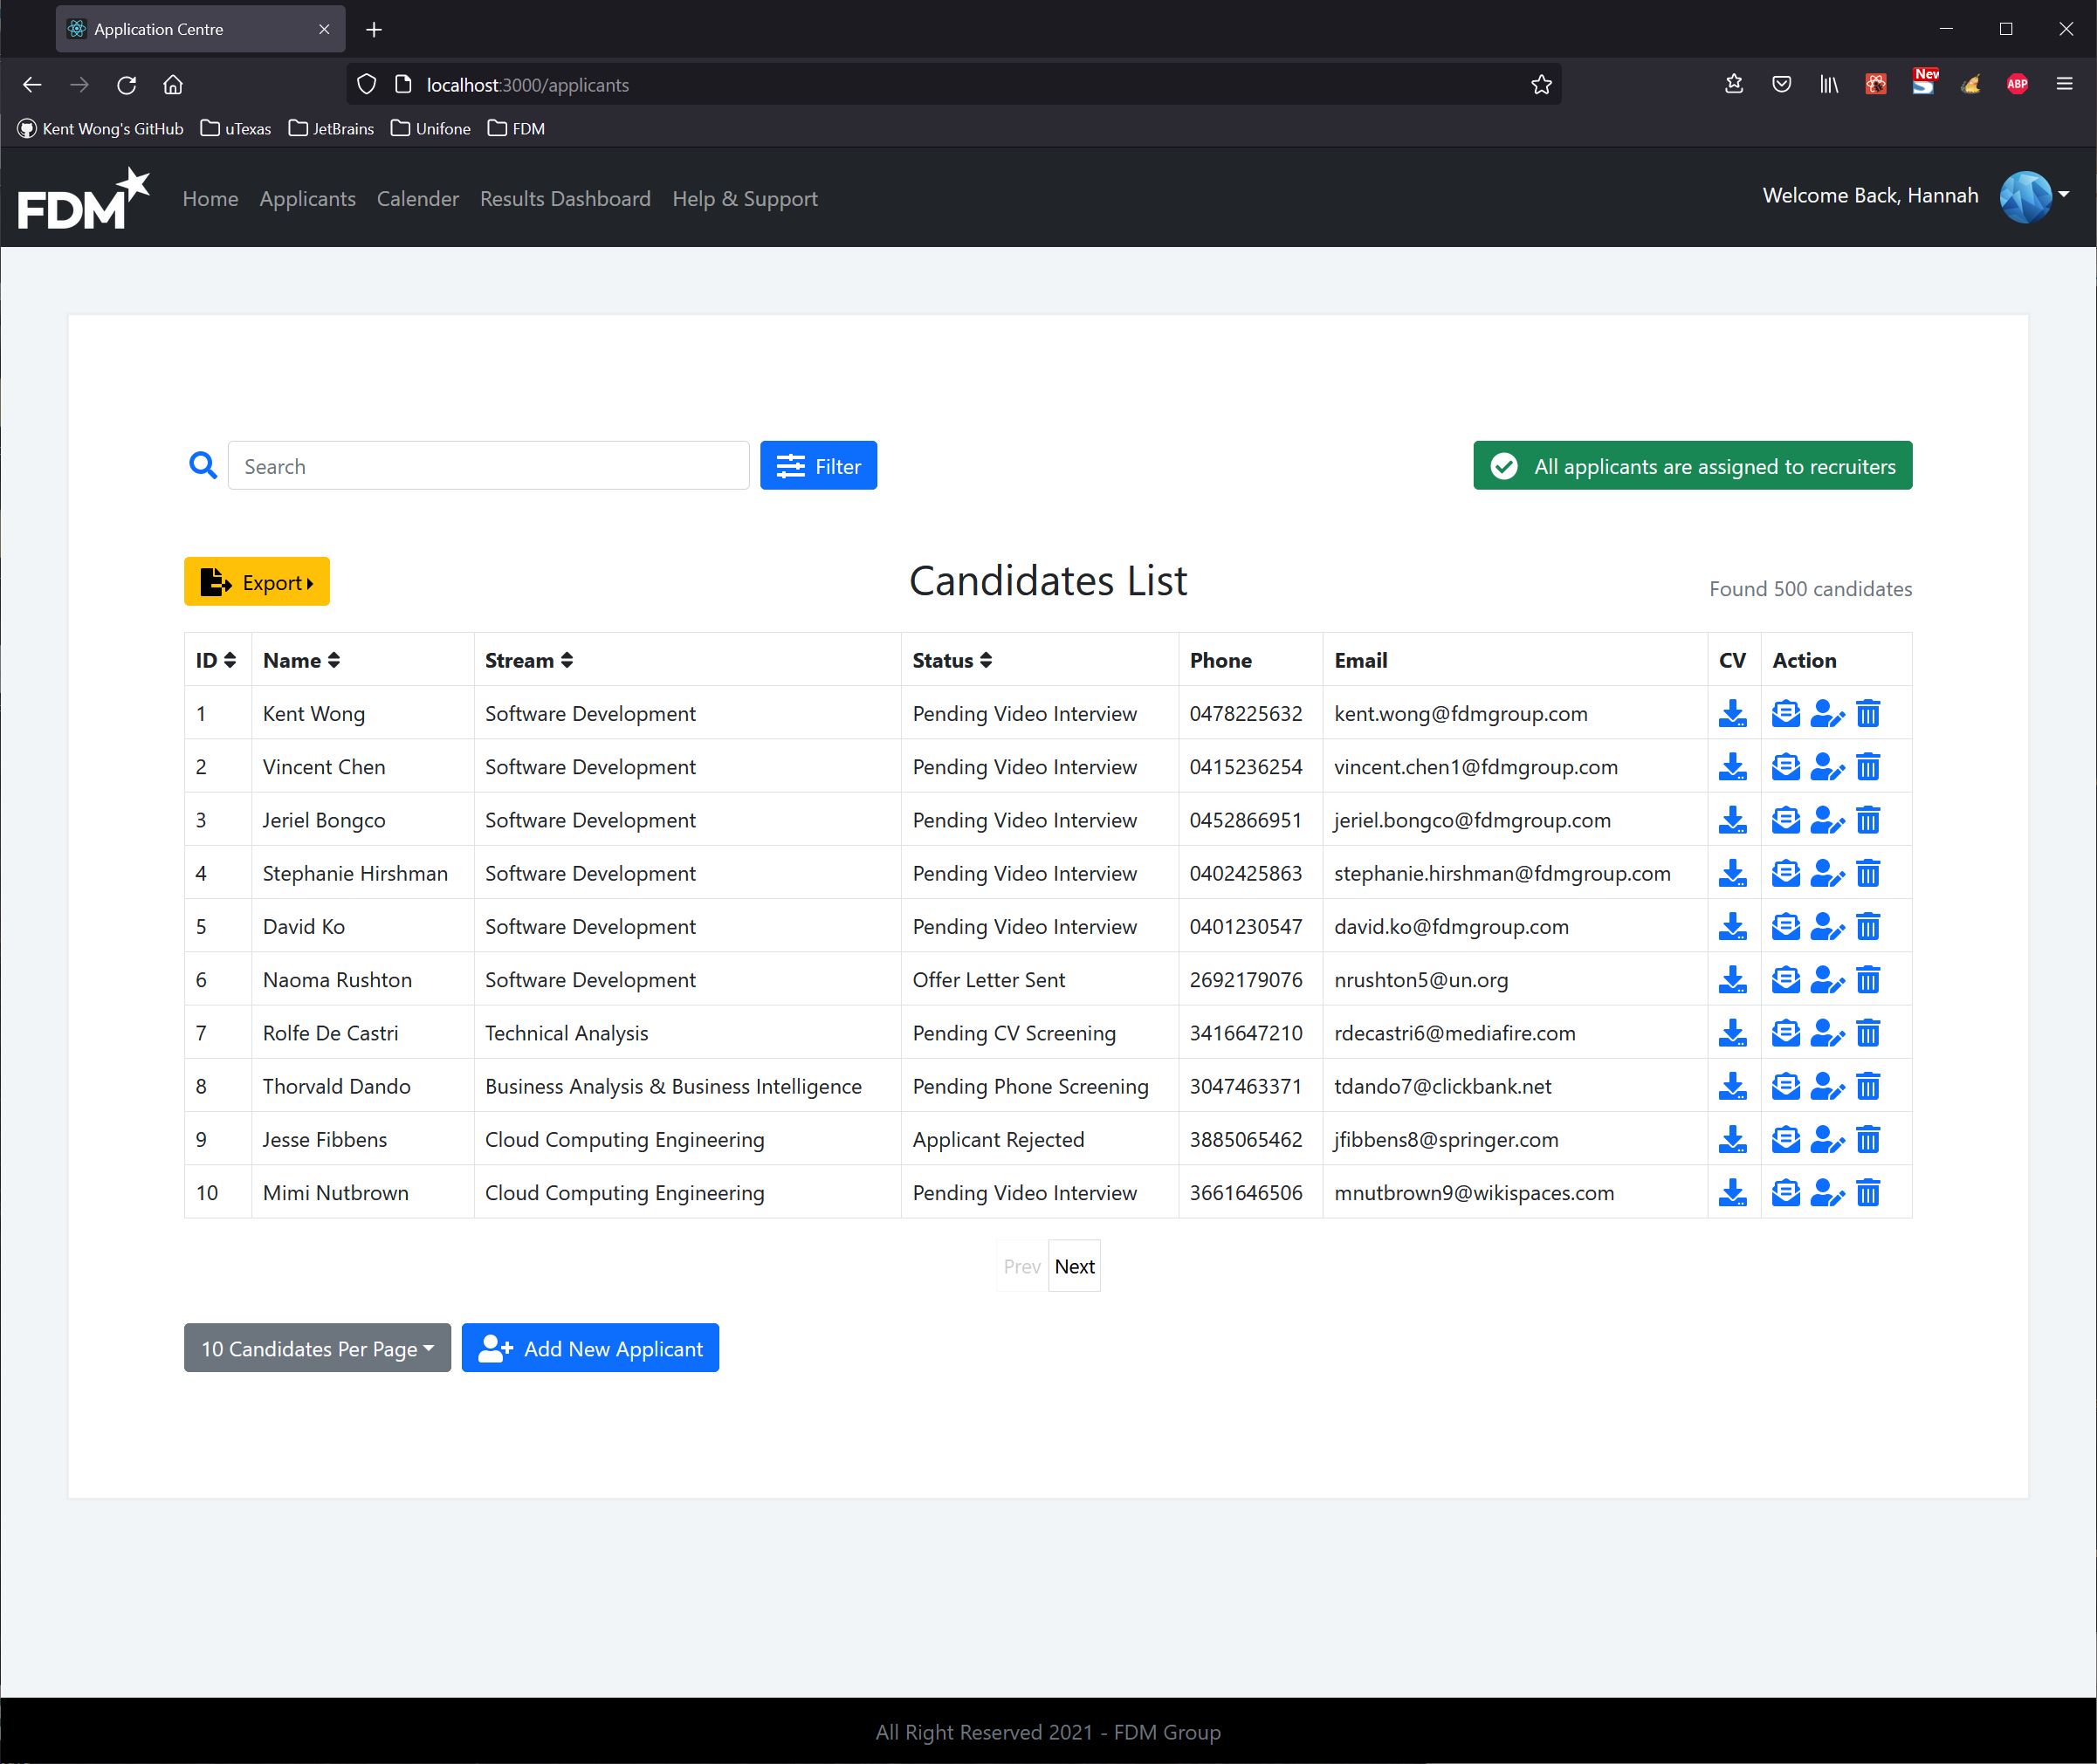 Application Centre
localhost:3000/applicants
New
ABP
Kent Wong's GitHub uTexas JetBrains Unifone FDM
FDM Home Applicants Calender Results Dashboard Help & Support Welcome Back, Hannah
Search Filter All applicants are assigned to recruiters
Export Candidates List Found 500 candidates
ID Name Stream Status Phone Email CV Action
1 Kent Wong Software Development Pending Video Interview 0478225632 kent.wong@fdmgroup.com
2 Vincent Chen Software Development Pending Video Interview 0415236254 vincent.chen1@fdmgroup.com
3 Jeriel Bongco Software Development Pending Video Interview 0452866951 jeriel.bongco@fdmgroup.com
4 Stephanie Hirshman Software Development Pending Video Interview 0402425863 stephanie.hirshman@fdmgroup.com
5 David Ko Software Development Pending Video Interview 0401230547 david.ko@fdmgroup.com
6 Naoma Rushton Software Development Offer Letter Sent 2692179076 nrushton5@un.org
7 Rolfe De Castri Technical Analysis Pending CV Screening 3416647210 rdecastri6@mediafire.com
8 Thorvald Dando Business Analysis & Business Intelligence Pending Phone Screening 3047463371 tdando7@clickbank.net
9 Jesse Fibbens Cloud Computing Engineering Applicant Rejected 3885065462 jfibbens8@springer.com
10 Mimi Nutbrown Cloud Computing Engineering Pending Video Interview 3661646506 mnutbrown9@wikispaces.com
Prev Next
10 Candidates Per Page Add New Applicant
All Right Reserved 2021 - FDM Group